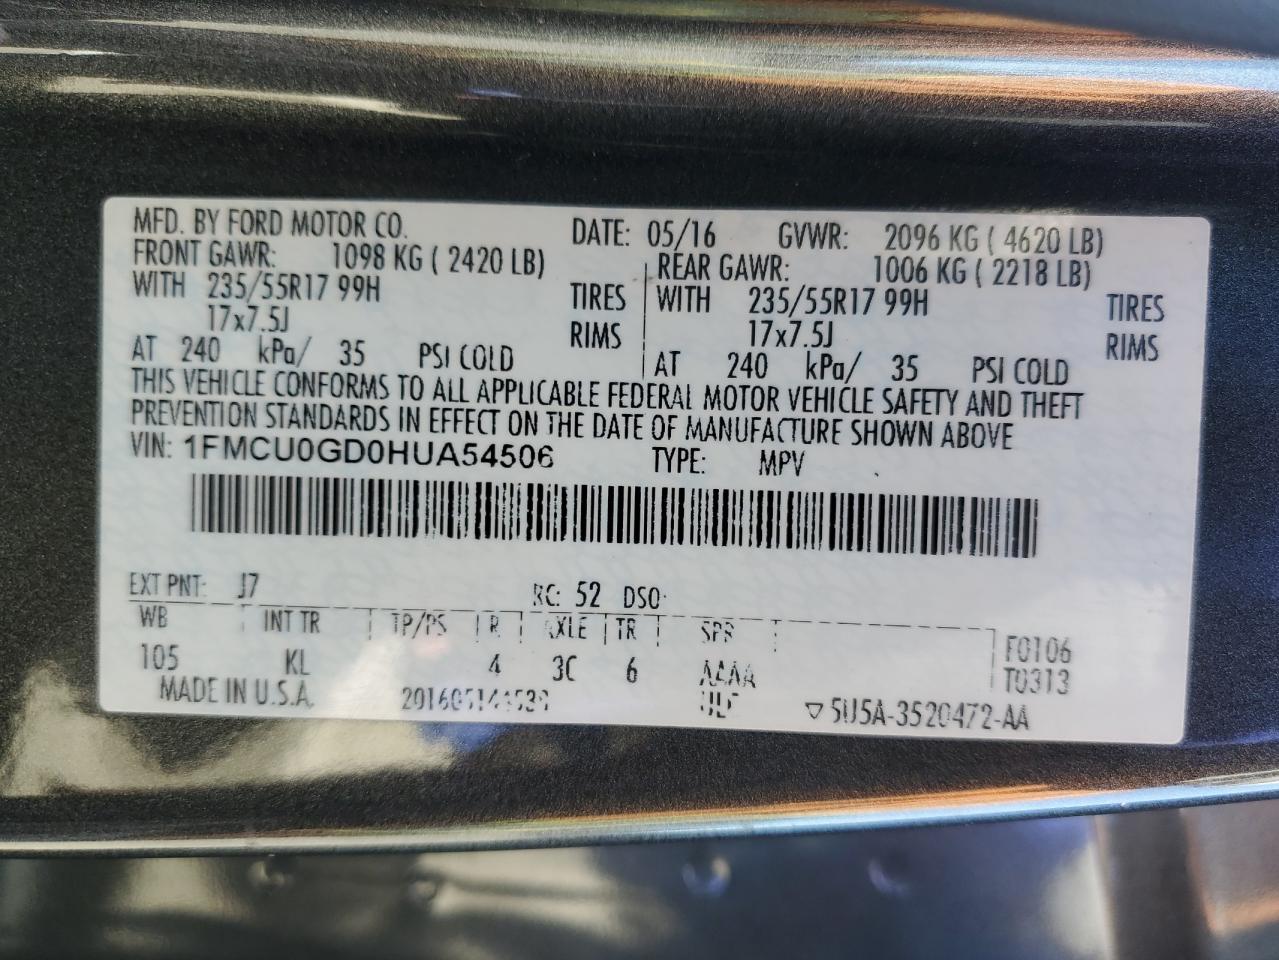 MFD. BY FORD MOTOR CO. DATE: 05/16 GVWR: 2096 KG ( 4620 LB)
FRONT GAWR: 1098 KG ( 2420 LB) REAR GAWR: 1006 KG ( 2218 LB)
WITH 235/55R17 99H TIRES WITH 235/55R17 99H TIRES
17x7.5J RIMS 17x7.5J RIMS
AT 240 kPa/ 35 PSI COLD AT 240 kPa/ 35 PSI COLD
THIS VEHICLE CONFORMS TO ALL APPLICABLE FEDERAL MOTOR VEHICLE SAFETY AND THEFT
PREVENTION STANDARDS IN EFFECT ON THE DATE OF MANUFACTURE SHOWN ABOVE
VIN: 1FMCU0GD0HUA54506 TYPE: MPV
EXT PNT: J7 RC: 52 DSO:
WB INT TR TP/PS R AXLE TR SPR F0106
105 KL 4 3C 6 AAAA T0313
MADE IN U.S.A. ▽ 5U5A-3520472-AA